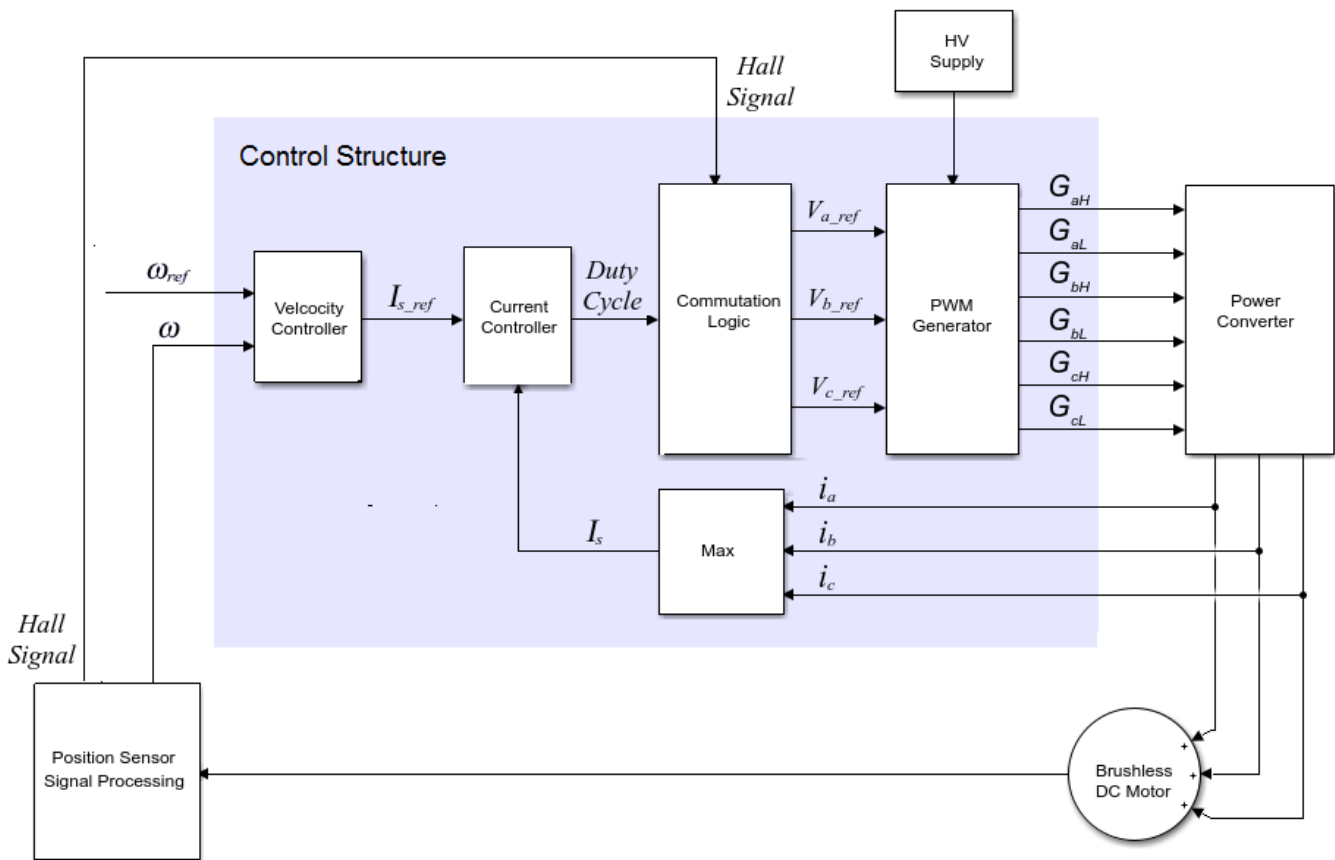 HV
Supply
Hall
Signal
Control Structure
ω_ref
ω
Velcocity
Controller
I_s_ref
Current
Controller
Duty
Cycle
Commutation
Logic
V_a_ref
V_b_ref
V_c_ref
PWM
Generator
G_aH
G_aL
G_bH
G_bL
G_cH
G_cL
Power
Converter
I_s
Max
i_a
i_b
i_c
Hall
Signal
Position Sensor
Signal Processing
Brushless
DC Motor
+
+
+